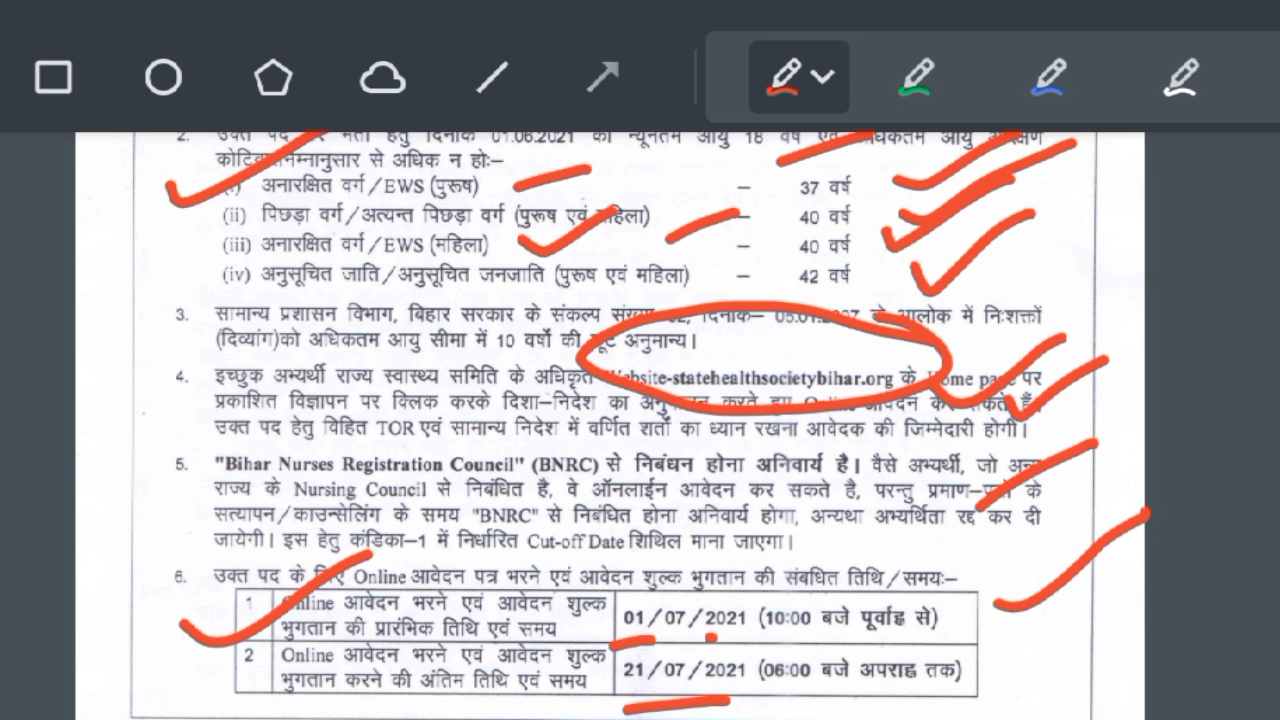 2. उक्त पद पर भर्ती हेतु दिनांक 01.06.2021 को न्यूनतम आयु 18 वर्ष एवं अधिकतम आयु आरक्षण
कोटिवार निम्नानुसार से अधिक न हो:–
(i) अनारक्षित वर्ग/EWS (पुरूष) – 37 वर्ष
(ii) पिछड़ा वर्ग/अत्यन्त पिछड़ा वर्ग (पुरूष एवं महिला) – 40 वर्ष
(iii) अनारक्षित वर्ग/EWS (महिला) – 40 वर्ष
(iv) अनुसूचित जाति/अनुसूचित जनजाति (पुरूष एवं महिला) – 42 वर्ष
3. सामान्य प्रशासन विभाग, बिहार सरकार के संकल्प संख्या दिनांक– के आलोक में निःशक्तों
(दिव्यांग)को अधिकतम आयु सीमा में 10 वर्षों की छूट अनुमान्य।
4. इच्छुक अभ्यर्थी राज्य स्वास्थ्य समिति के अधिकृत Website-statehealthsocietybihar.org के Home page पर
प्रकाशित विज्ञापन पर क्लिक करके दिशा–निदेश का अनुपालन करते हुए Online आवेदन कर सकते हैं।
उक्त पद हेतु विहित TOR एवं सामान्य निदेश में वर्णित शर्तों का ध्यान रखना आवेदक की जिम्मेदारी होगी।
5. "Bihar Nurses Registration Council" (BNRC) से निबंधन होना अनिवार्य है। वैसे अभ्यर्थी, जो अन्य
राज्य के Nursing Council से निबंधित है, वे ऑनलाईन आवेदन कर सकते है, परन्तु प्रमाण–पत्रों के
सत्यापन/काउन्सेलिंग के समय "BNRC" से निबंधित होना अनिवार्य होगा, अन्यथा अभ्यर्थिता रद्द कर दी
जायेगी। इस हेतु कंडिका–1 में निर्धारित Cut-off Date शिथिल माना जाएगा।
6. उक्त पद के लिए Online आवेदन पत्र भरने एवं आवेदन शुल्क भुगतान की संबधित तिथि/समय:–
1 Online आवेदन भरने एवं आवेदन शुल्क
भुगतान की प्रारंभिक तिथि एवं समय 01/07/2021 (10:00 बजे पूर्वाह्न से)
2 Online आवेदन भरने एवं आवेदन शुल्क
भुगतान करने की अंतिम तिथि एवं समय 21/07/2021 (06:00 बजे अपराह्न तक)